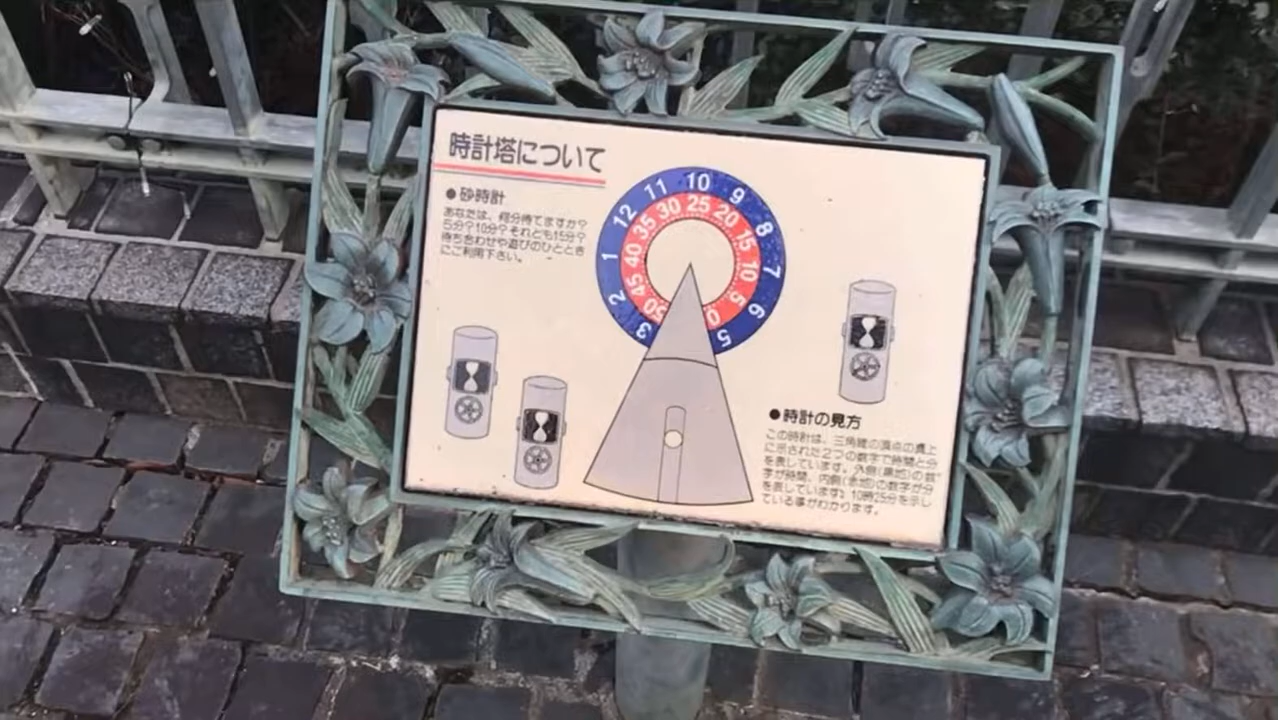 時計塔について
●砂時計
あなたは、何分待てますか?
5分?10分?それとも15分?
待ち合わせや遊びのひととき
にご利用下さい。
12 11 10 9 8 7 6 5
1 2 3
35 30 25 20 15 10 5 0
40 45 50
●時計の見方
この時計は、三角錐の頂点の真上
に示された2つの数字で時間と分
を表しています。外側(青地)の数
字が時間、内側(赤地)の数字が分
を表しています。10時25分を示し
ている事がわかります。